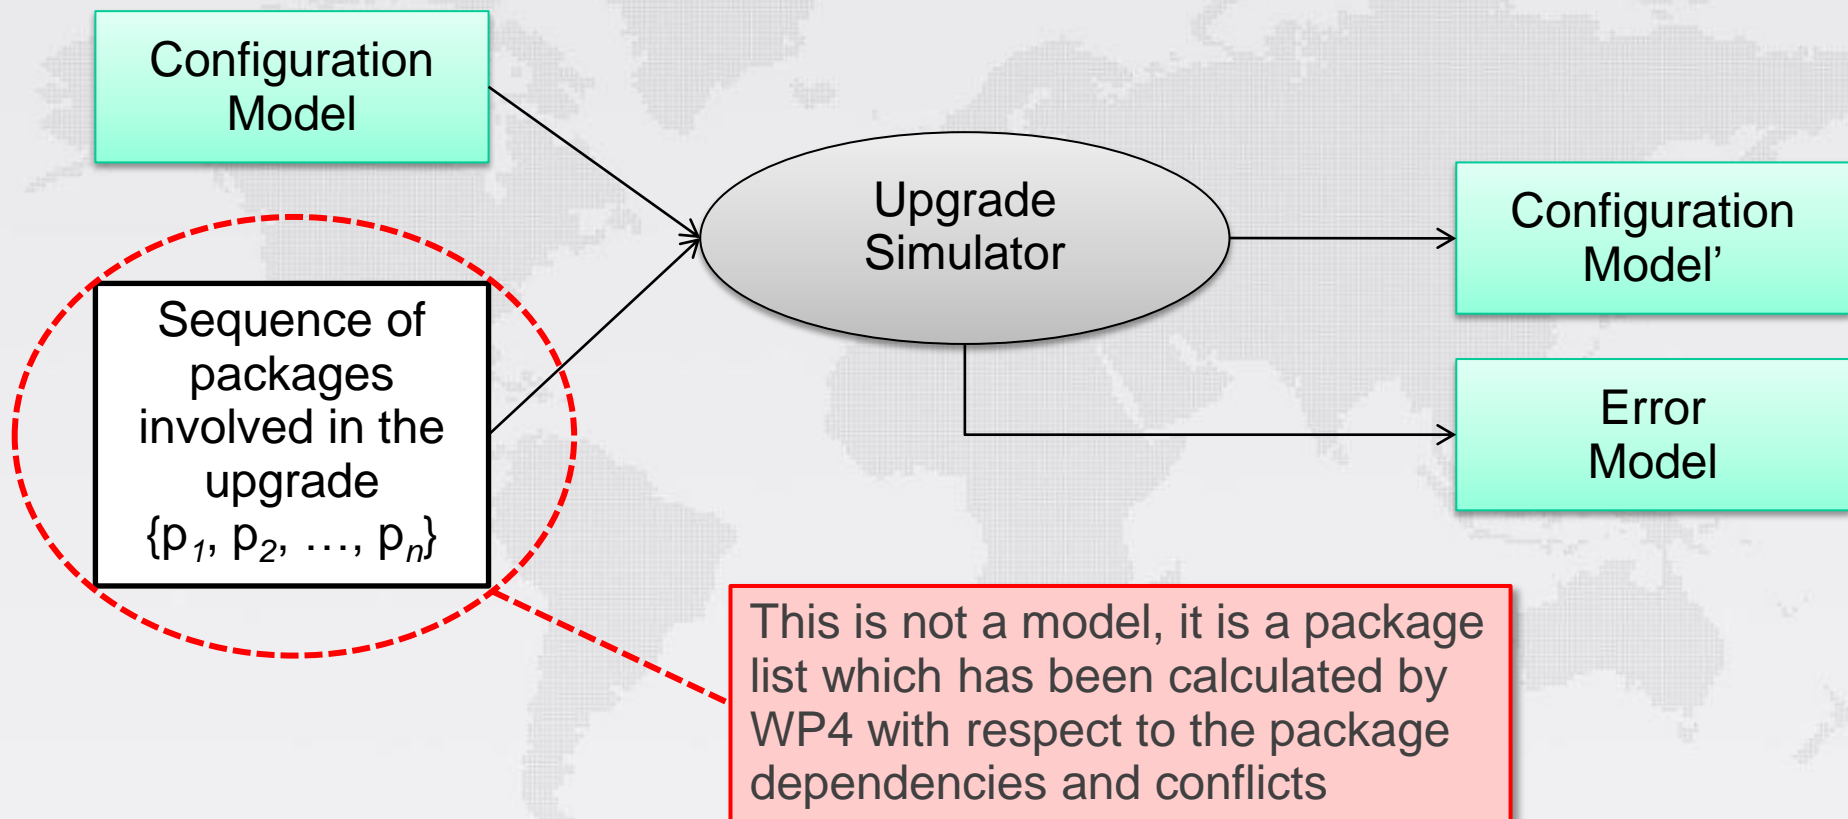 Configuration
Model
Sequence of
packages
involved in the
upgrade
{p1, p2, …, pn}
Upgrade
Simulator
Configuration
Model’
Error
Model
This is not a model, it is a package
list which has been calculated by
WP4 with respect to the package
dependencies and conflicts